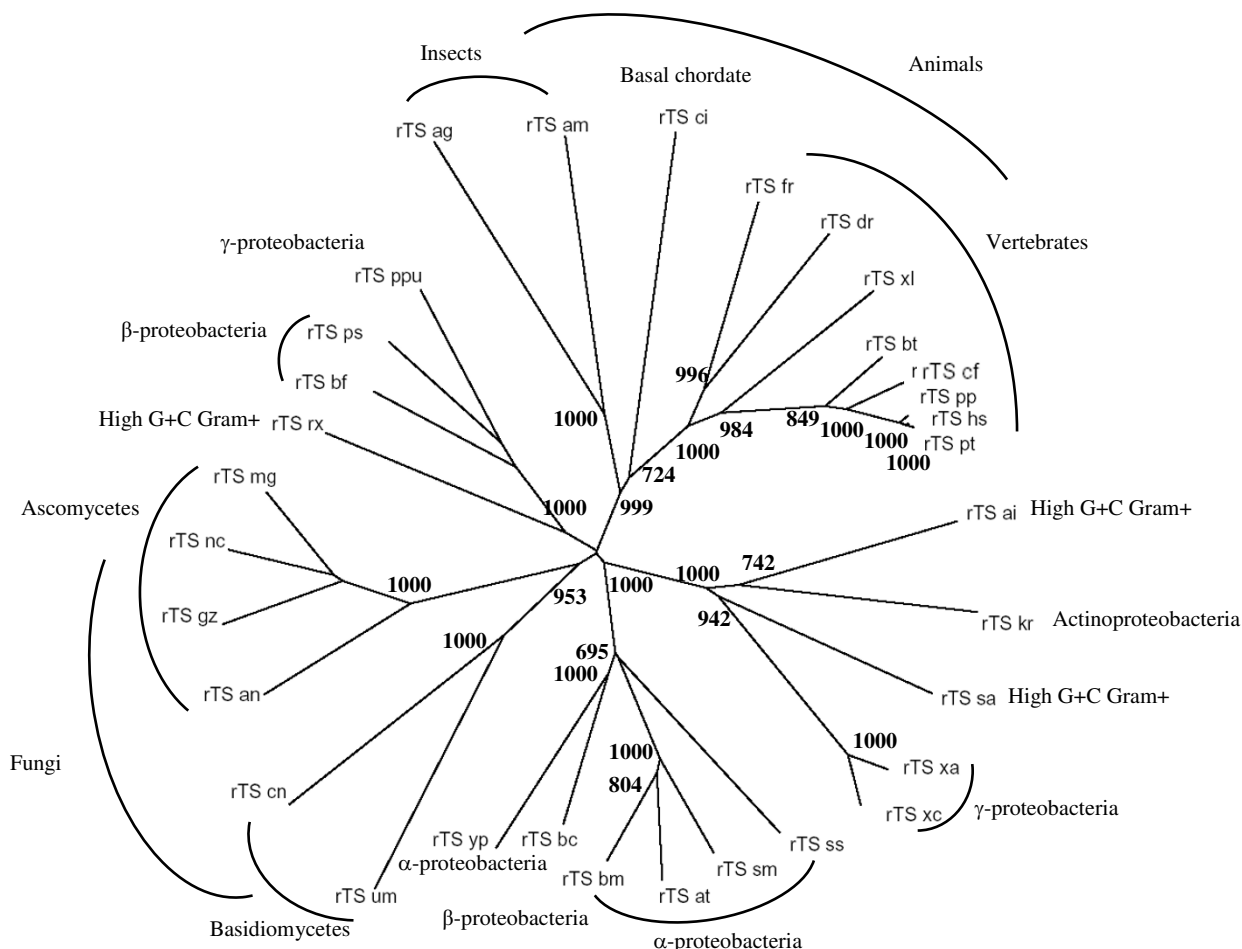 Insects
Animals
Basal chordate
rTS ag
rTS am
rTS ci
rTS fr
rTS dr
Vertebrates
γ-proteobacteria
rTS ppu
rTS xl
β-proteobacteria
rTS ps
rTS bt
r rTS cf
996
rTS bf
rTS pp
High G+C Gram+
rTS rx
1000
rTS hs
984
849
1000
1000
rTS pt
1000
1000
724
rTS mg
Ascomycetes
1000
999
rTS ai
High G+C Gram+
rTS nc
742
1000
1000
1000
953
rTS gz
942
rTS kr
Actinoproteobacteria
1000
695
1000
rTS an
rTS sa
High G+C Gram+
1000
1000
Fungi
804
rTS xa
rTS cn
γ-proteobacteria
rTS xc
rTS yp
rTS bc
rTS ss
α-proteobacteria
rTS bm
rTS sm
rTS um
rTS at
β-proteobacteria
Basidiomycetes
α-proteobacteria